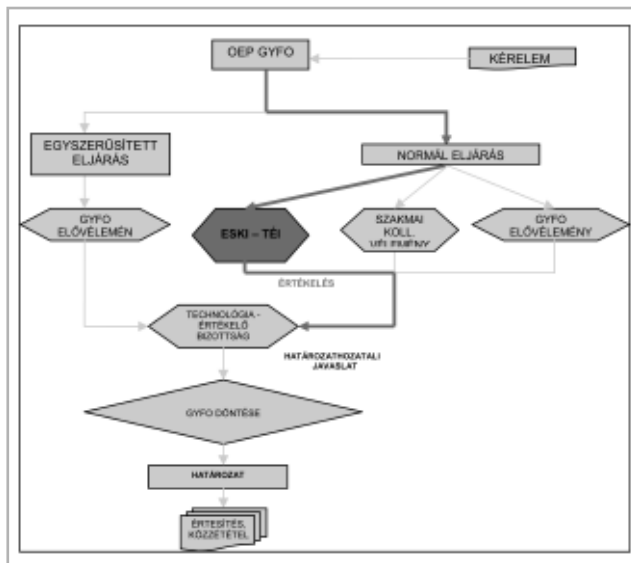 OEP GYFO
KÉRELEM
EGYSZERŰSÍTETT
ELJÁRÁS
NORMÁL ELJÁRÁS
GYFO
ELŐVÉLEMÉN
ESKI – TÉI
SZAKMAI
KOLL.
VÉLEMÉNY
GYFO
ELŐVÉLEMÉNY
ÉRTÉKELÉS
TECHNOLÓGIA -
ÉRTÉKELŐ
BIZOTTSÁG
HATÁROZATHOZATALI
JAVASLAT
GYFO DÖNTÉSE
HATÁROZAT
ÉRTESÍTÉS,
KÖZZÉTÉTEL